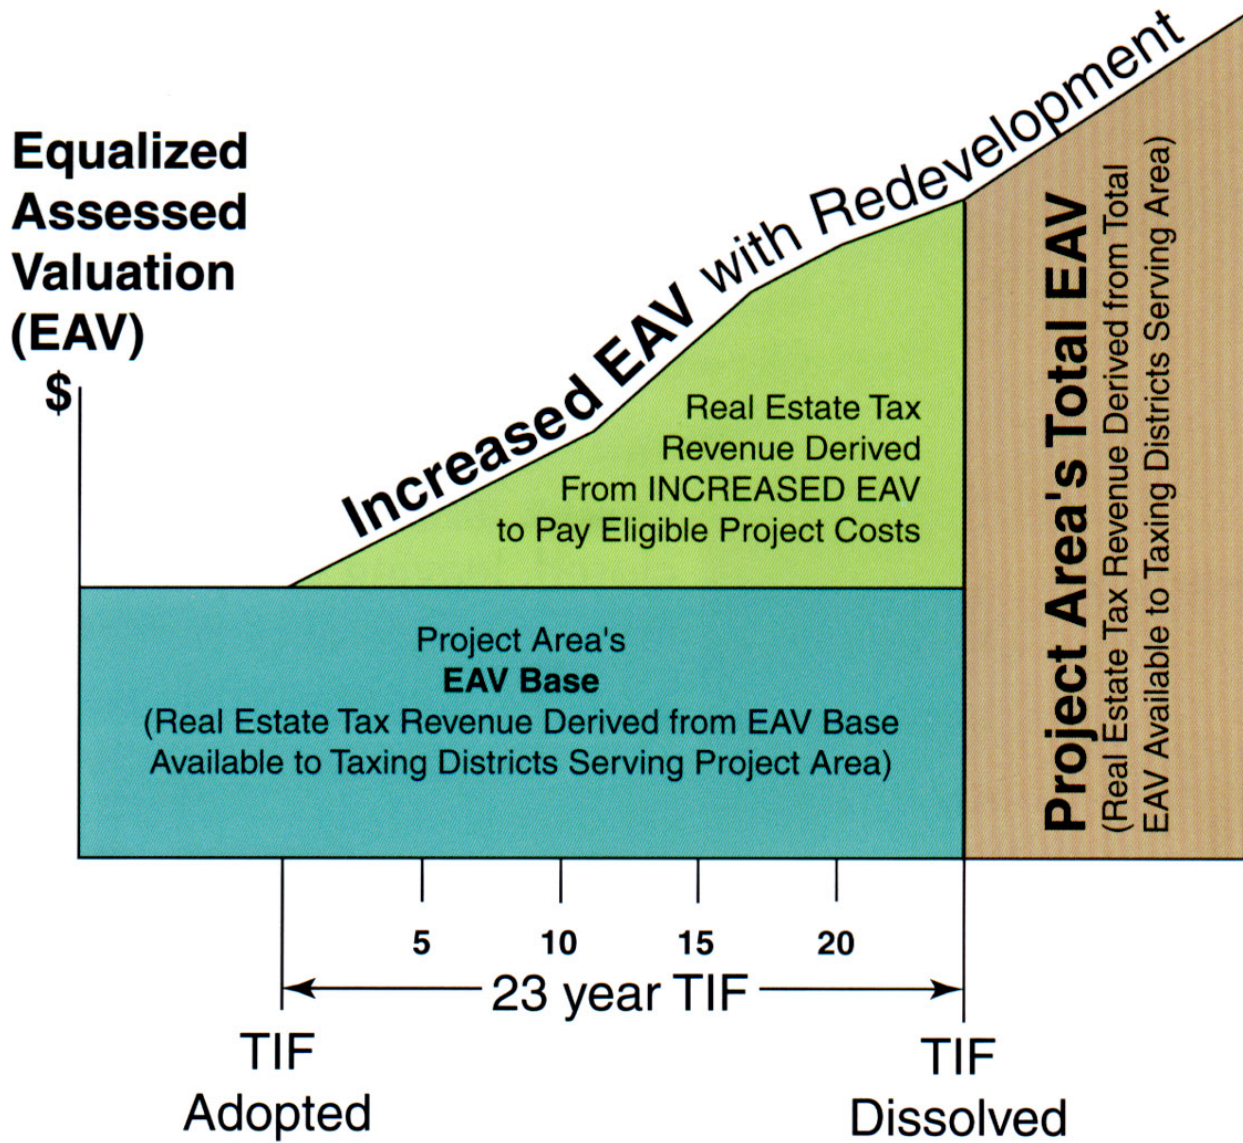 Equalized
Assessed
Valuation
(EAV)
$
Increased EAV with Redevelopment
Real Estate Tax
Revenue Derived
From INCREASED EAV
to Pay Eligible Project Costs
Project Area's
EAV Base
(Real Estate Tax Revenue Derived from EAV Base
Available to Taxing Districts Serving Project Area)
Project Area's Total EAV
(Real Estate Tax Revenue Derived from Total
EAV Available to Taxing Districts Serving Area)
5 10 15 20
23 year TIF
TIF
Adopted
TIF
Dissolved